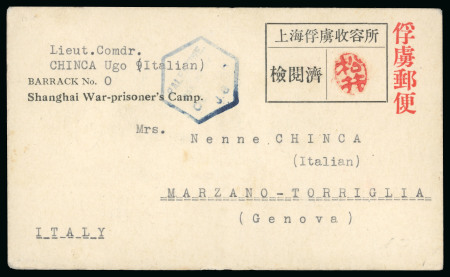 Lieut.Comdr.
CHINCA Ugo (Italian)
BARRACK No. O
Shanghai War-prisoner's Camp.
上海俘虜收容所
檢閲濟
俘虜郵便
Mrs.
Nenne CHINCA
(Italian)
MARZANO-TORRIGLIA
(Genova)
ITALY